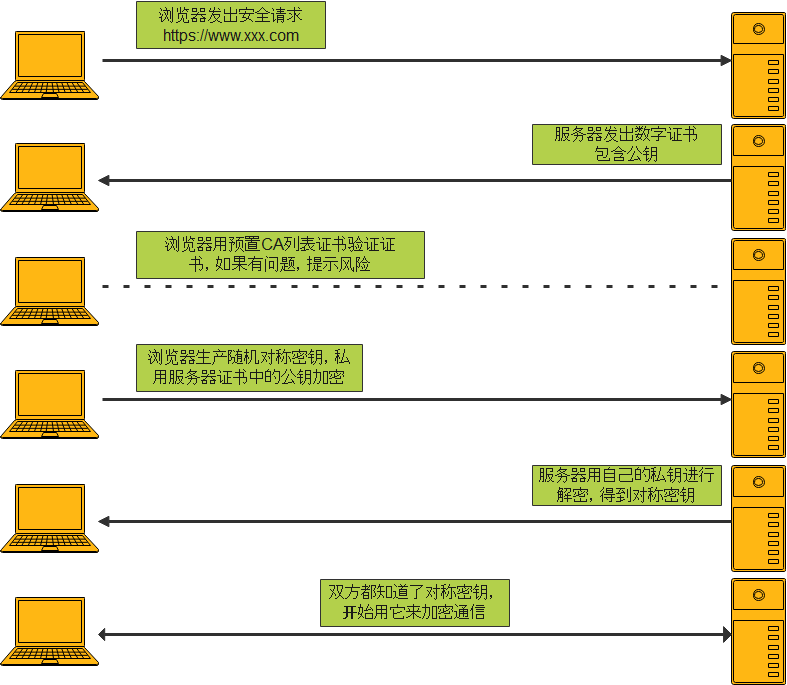 浏览器发出安全请求
https://www.xxx.com
服务器发出数字证书
包含公钥
浏览器用预置CA列表证书验证证
书, 如果有问题, 提示风险
浏览器生产随机对称密钥, 私
用服务器证书中的公钥加密
服务器用自己的私钥进行
解密, 得到对称密钥
双方都知道了对称密钥,
开始用它来加密通信